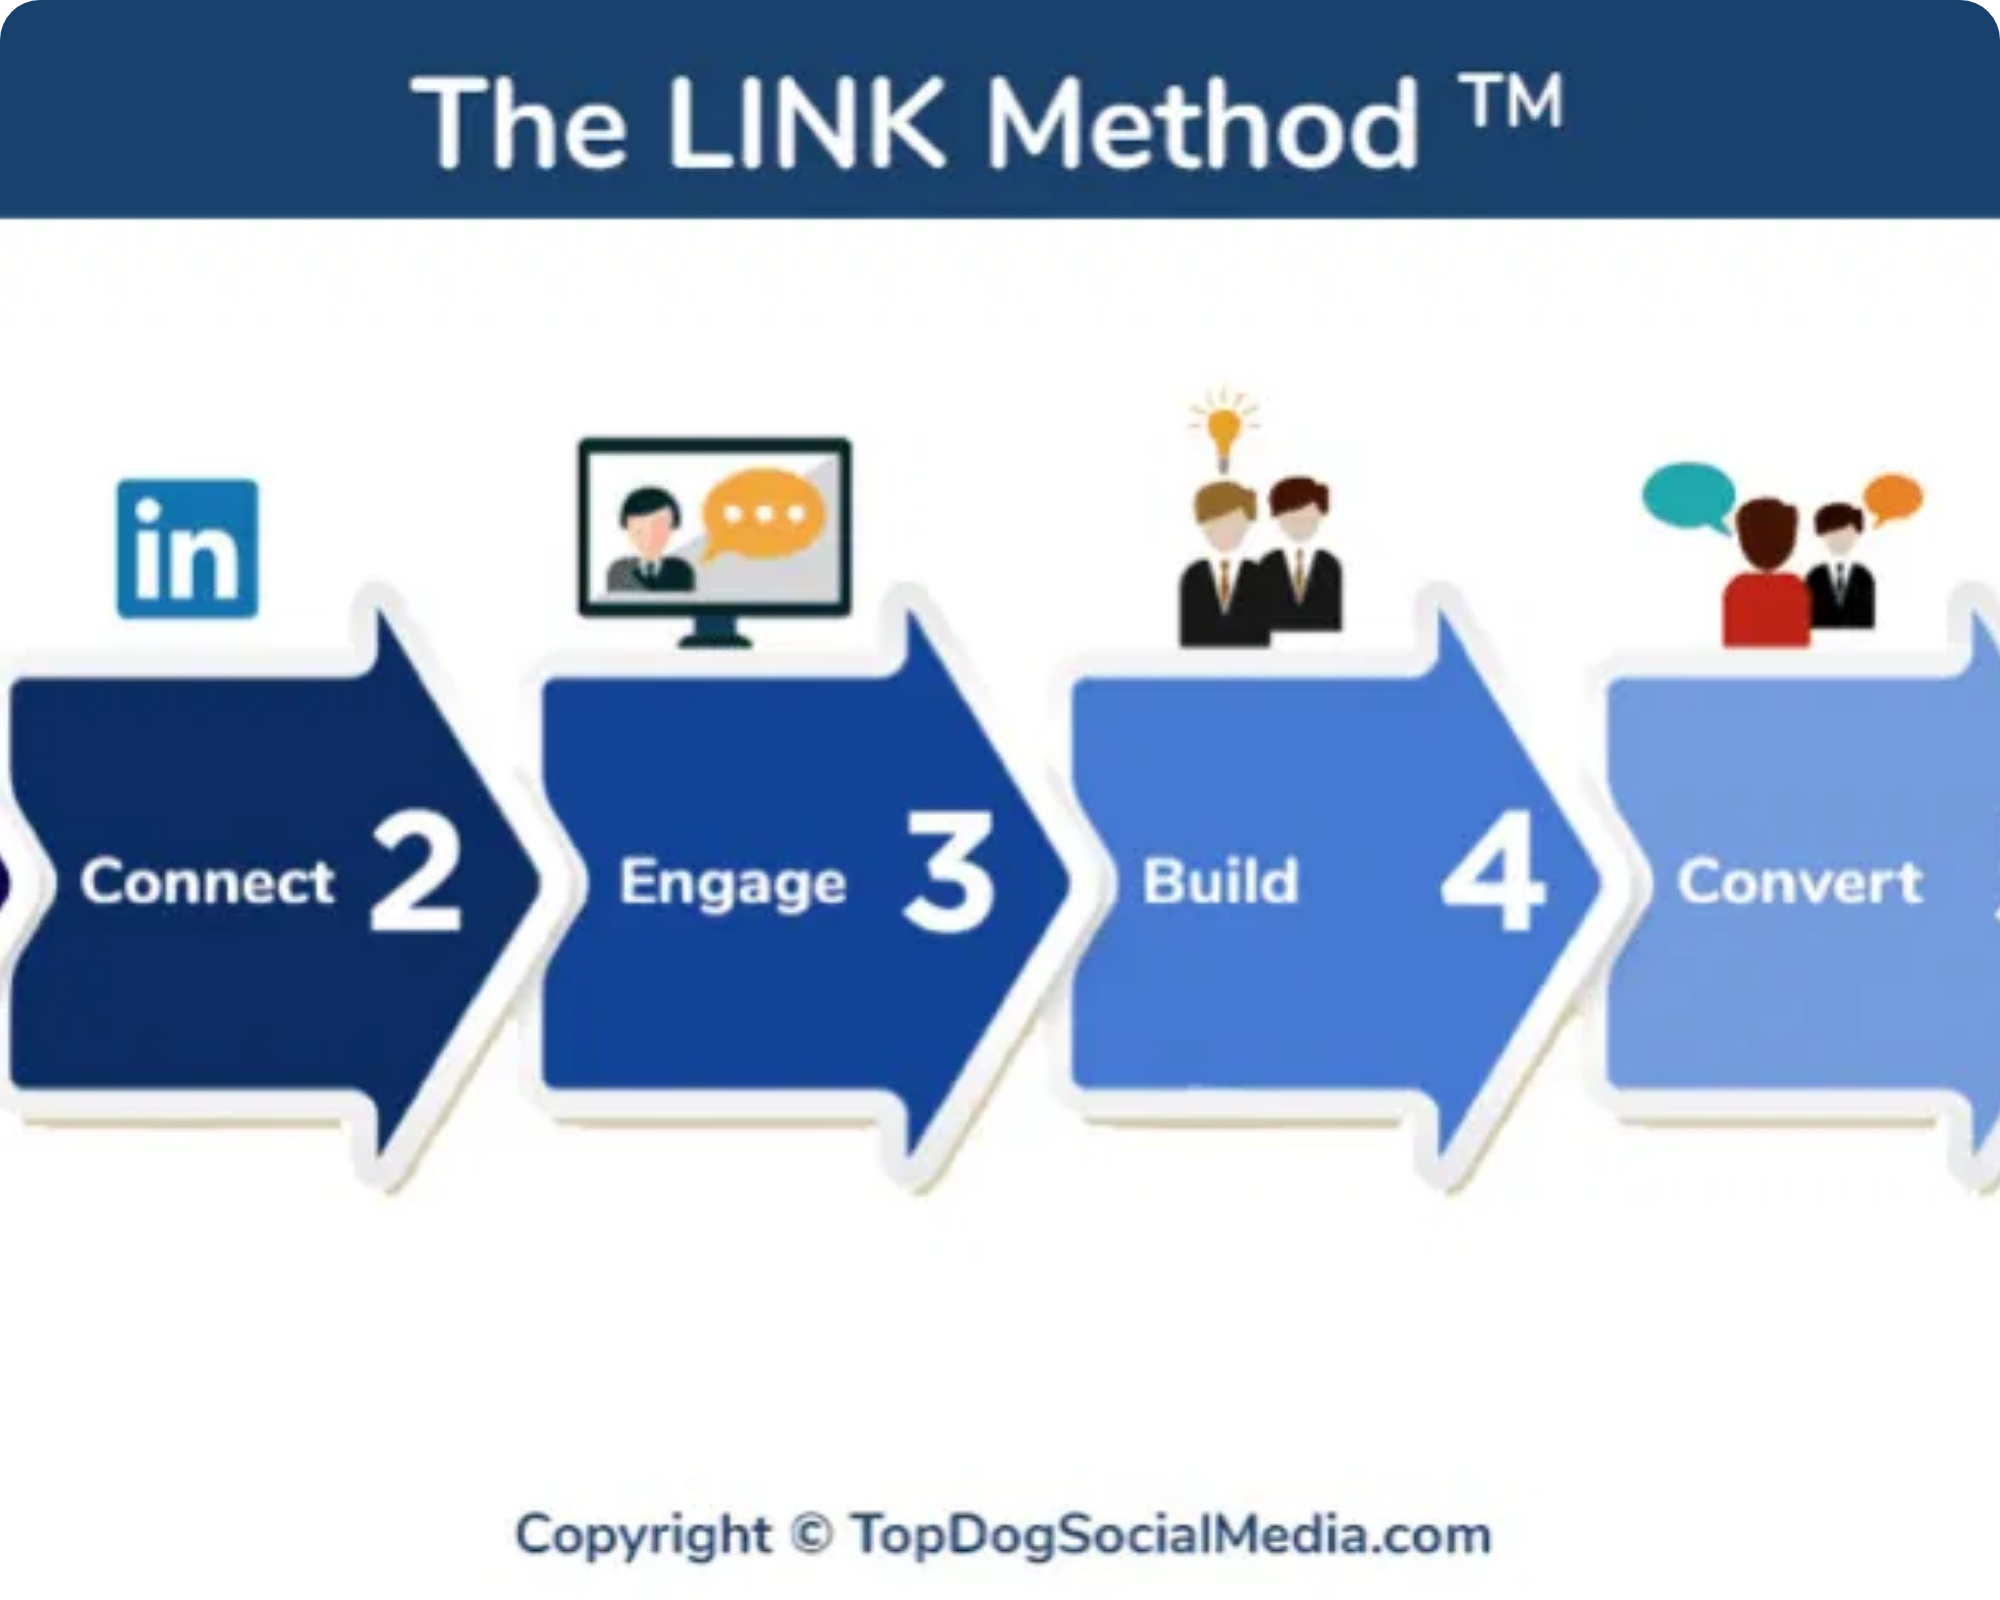 The LINK Method ™
in
Connect 2
Engage 3
Build 4
Convert
Copyright © TopDogSocialMedia.com